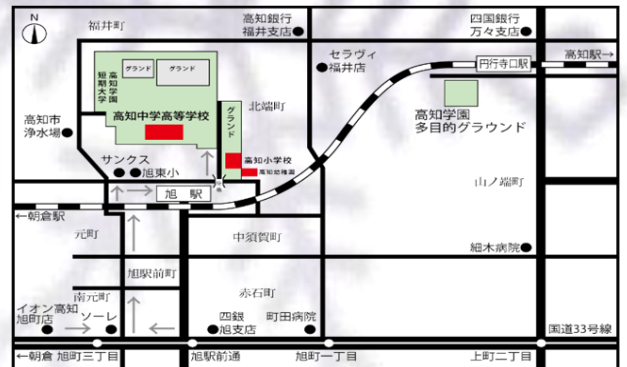 N
福井町
高知銀行
福井支店
四国銀行
万々支店
セラヴィ
福井店
円行寺口駅
高知駅→
グランド
グランド
高知学園
短期大学
高知中学高等学校
グランド
北端町
高知学園
多目的グラウンド
高知市
浄水場
サンクス
旭東小
高知小学校
高知幼稚園
山ノ端町
旭 駅
←朝倉駅
元町
中須賀町
細木病院
旭駅前町
南元町
赤石町
イオン高知
旭町店
ソーレ
四銀
旭支店
町田病院
国道33号線
←朝倉
旭町三丁目
旭駅前通
旭町一丁目
上町二丁目